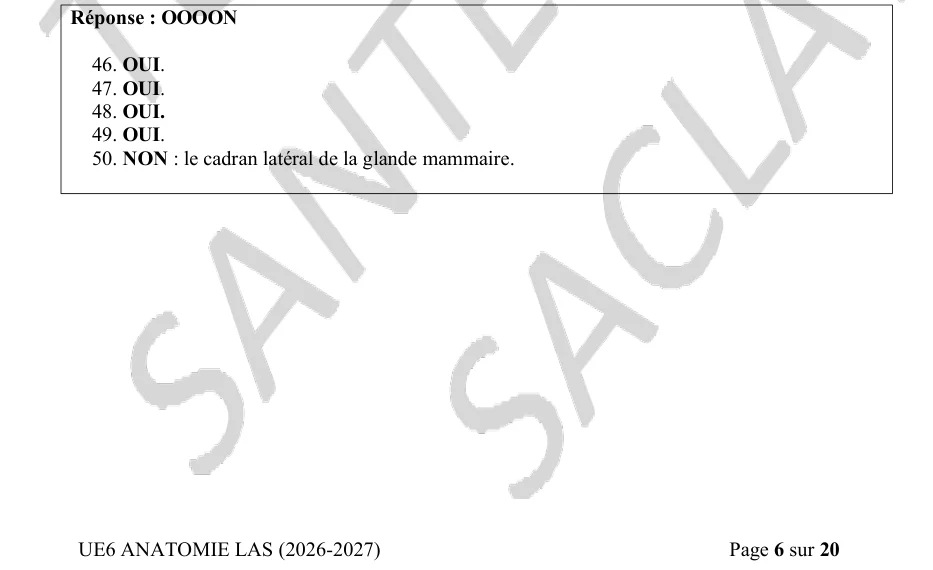 Réponse : OOOON
46. OUI.
47. OUI.
48. OUI.
49. OUI.
50. NON : le cadran latéral de la glande mammaire.
SANTE
SACLA
UE6 ANATOMIE LAS (2026-2027)
Page 6 sur 20